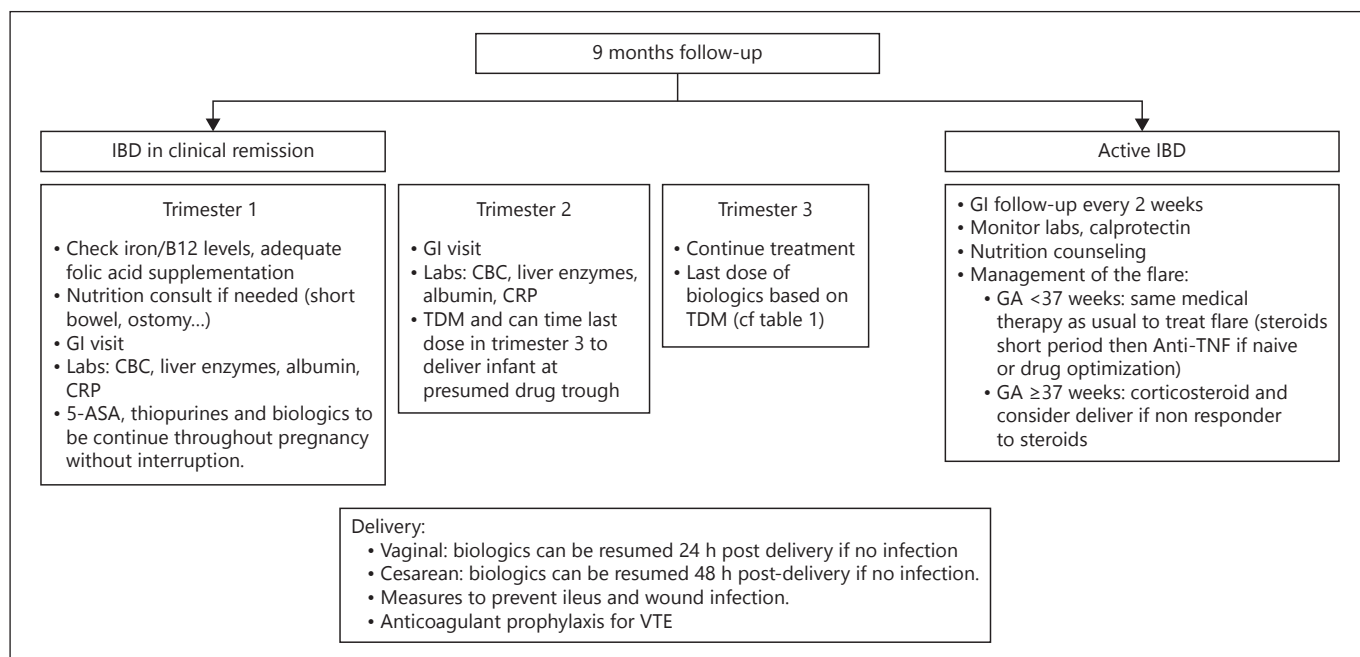 9 months follow-up
IBD in clinical remission
Active IBD
Trimester 1
• Check iron/B12 levels, adequate
folic acid supplementation
• Nutrition consult if needed (short
bowel, ostomy...)
• GI visit
• Labs: CBC, liver enzymes, albumin,
CRP
• 5-ASA, thiopurines and biologics to
be continue throughout pregnancy
without interruption.
Trimester 2
• GI visit
• Labs: CBC, liver enzymes,
albumin, CRP
• TDM and can time last
dose in trimester 3 to
deliver infant at
presumed drug trough
Trimester 3
• Continue treatment
• Last dose of
biologics based on
TDM (cf table 1)
• GI follow-up every 2 weeks
• Monitor labs, calprotectin
• Nutrition counseling
• Management of the flare:
• GA <37 weeks: same medical
therapy as usual to treat flare (steroids
short period then Anti-TNF if naive
or drug optimization)
• GA ≥37 weeks: corticosteroid and
consider deliver if non responder
to steroids
Delivery:
• Vaginal: biologics can be resumed 24 h post delivery if no infection
• Cesarean: biologics can be resumed 48 h post-delivery if no infection.
• Measures to prevent ileus and wound infection.
• Anticoagulant prophylaxis for VTE